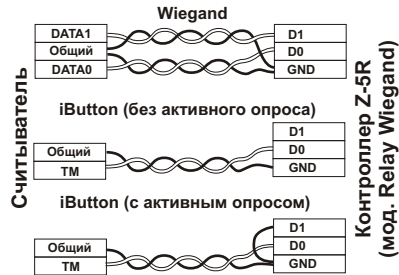 Wiegand
DATA1
Общий
DATA0
D1
D0
GND
iButton (без активного опроса)
Общий
TM
D1
D0
GND
iButton (с активным опросом)
Общий
TM
D1
D0
GND
Считыватель
Контроллер Z-5R
(мод. Relay Wiegand)